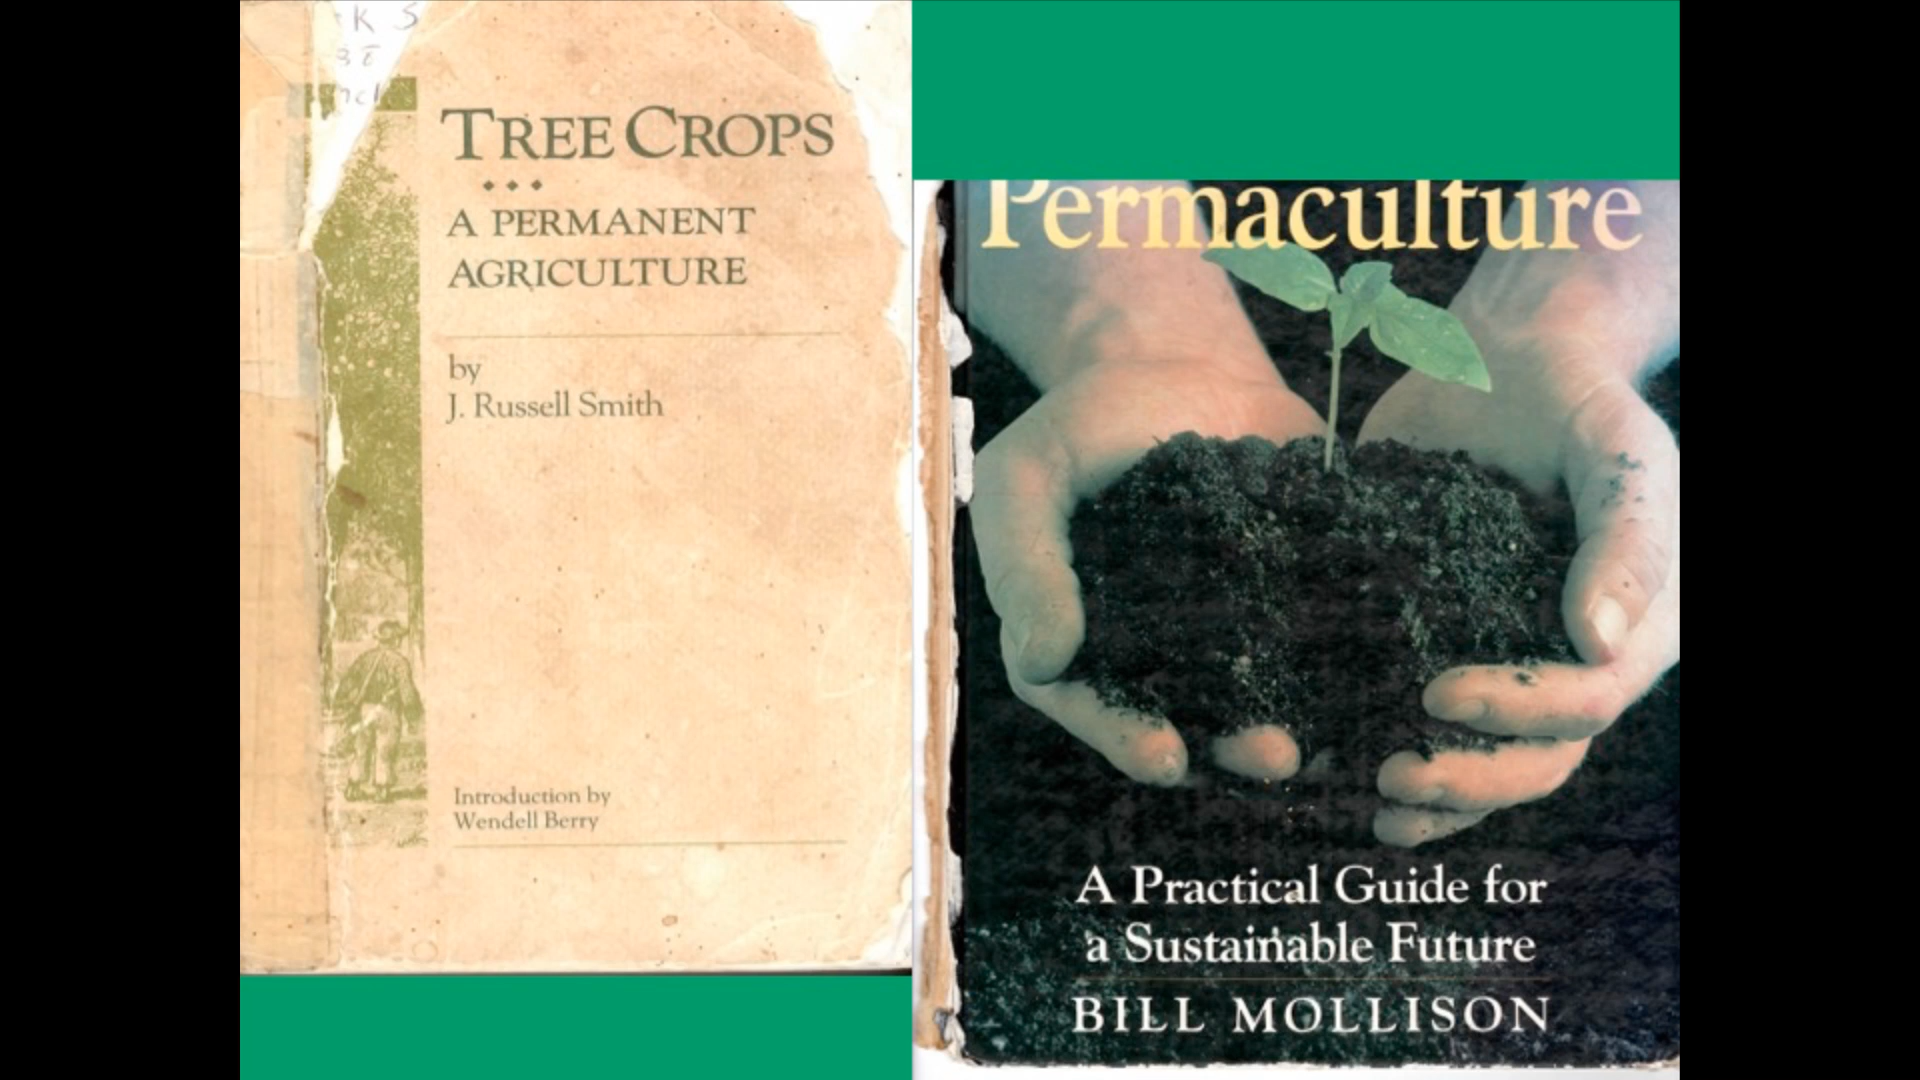 TREE CROPS
A PERMANENT
AGRICULTURE
by
J. Russell Smith
Introduction by
Wendell Berry
Permaculture
A Practical Guide for
a Sustainable Future
BILL MOLLISON